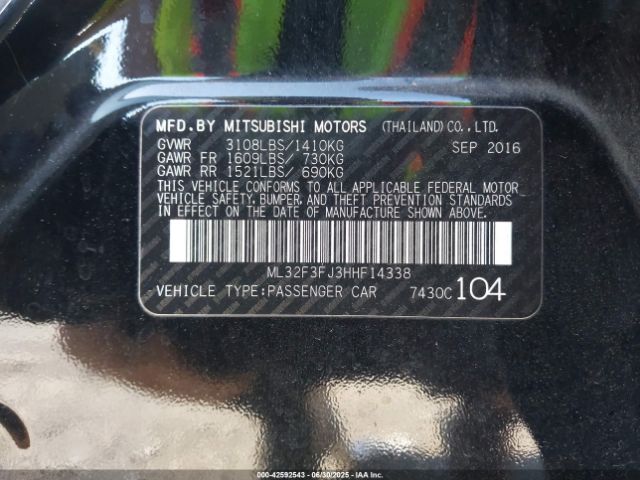 MFD.BY MITSUBISHI MOTORS (THAILAND)CO.,LTD.
GVWR 3108LBS/1410KG SEP 2016
GAWR FR 1609LBS/ 730KG
GAWR RR 1521LBS/ 690KG
THIS VEHICLE CONFORMS TO ALL APPLICABLE FEDERAL MOTOR
VEHICLE SAFETY, BUMPER, AND THEFT PREVENTION STANDARDS
IN EFFECT ON THE DATE OF MANUFACTURE SHOWN ABOVE.
ML32F3FJ3HHF14338
VEHICLE TYPE:PASSENGER CAR 7430C 104
000-42592543 - 06/30/2025 - IAAI.COM